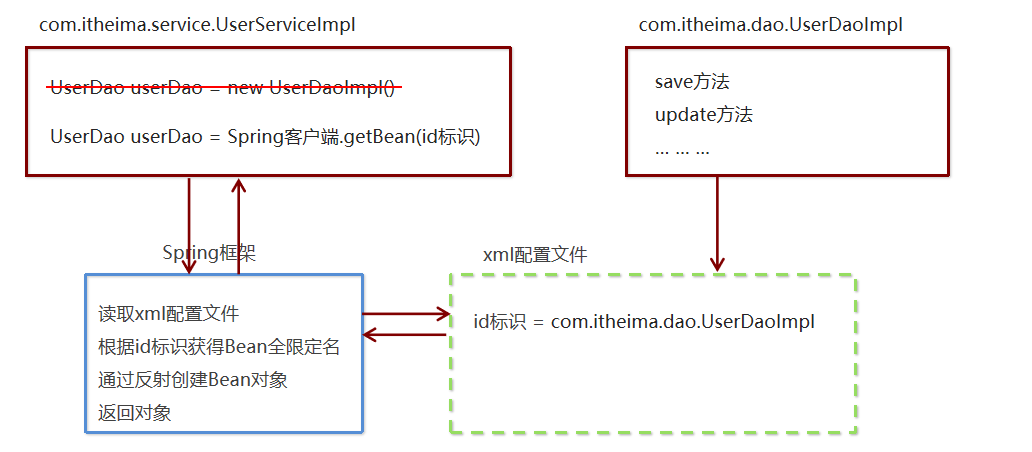 com.itheima.service.UserServiceImpl
UserDao userDao = new UserDaoImpl()
UserDao userDao = Spring客户端.getBean(id标识)
com.itheima.dao.UserDaoImpl
save方法
update方法
... ... ...
Spring框架
读取xml配置文件
根据id标识获得Bean全限定名
通过反射创建Bean对象
返回对象
xml配置文件
id标识 = com.itheima.dao.UserDaoImpl